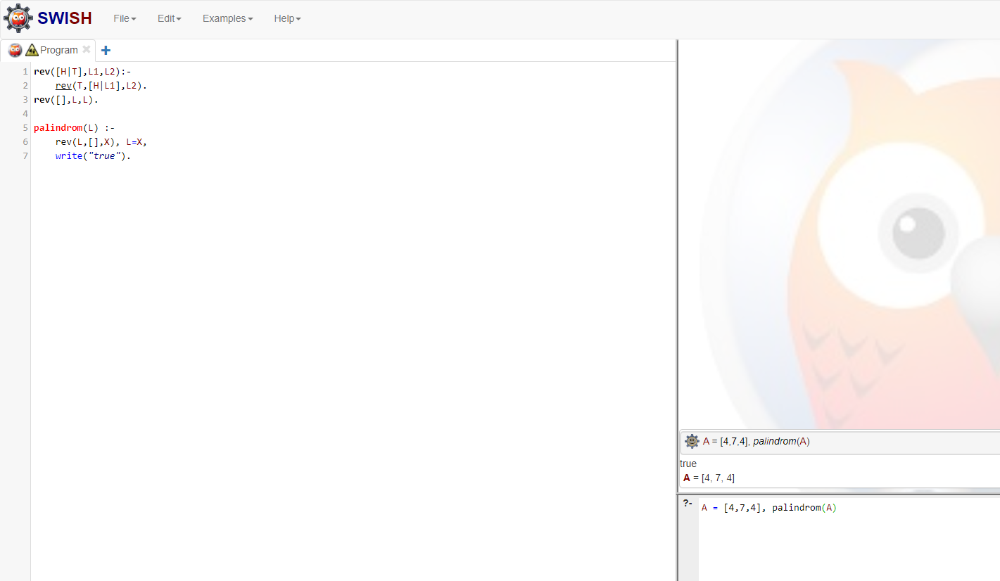 SWISH File Edit Examples Help
Program
1 rev([H|T],L1,L2):-
2     rev(T,[H|L1],L2).
3 rev([],L,L).
4
5 palindrom(L) :-
6     rev(L,[],X), L=X,
7     write("true").
A = [4,7,4], palindrom(A)
true
A = [4, 7, 4]
?- A = [4,7,4], palindrom(A)